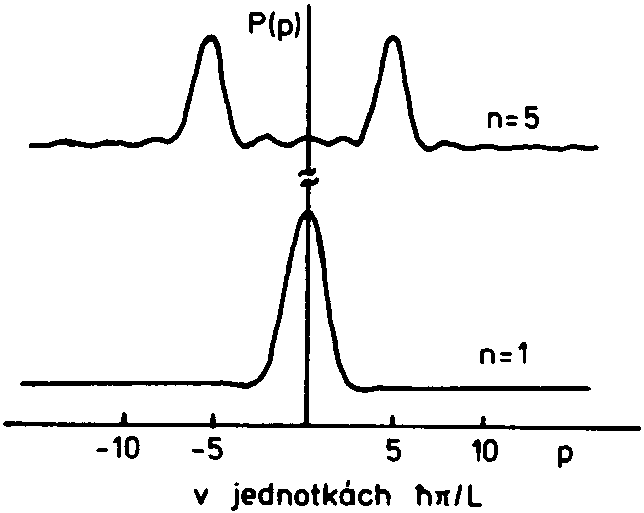 P(p)
n=5
n=1
-10 -5 5 10 p
v jednotkách ħπ/L